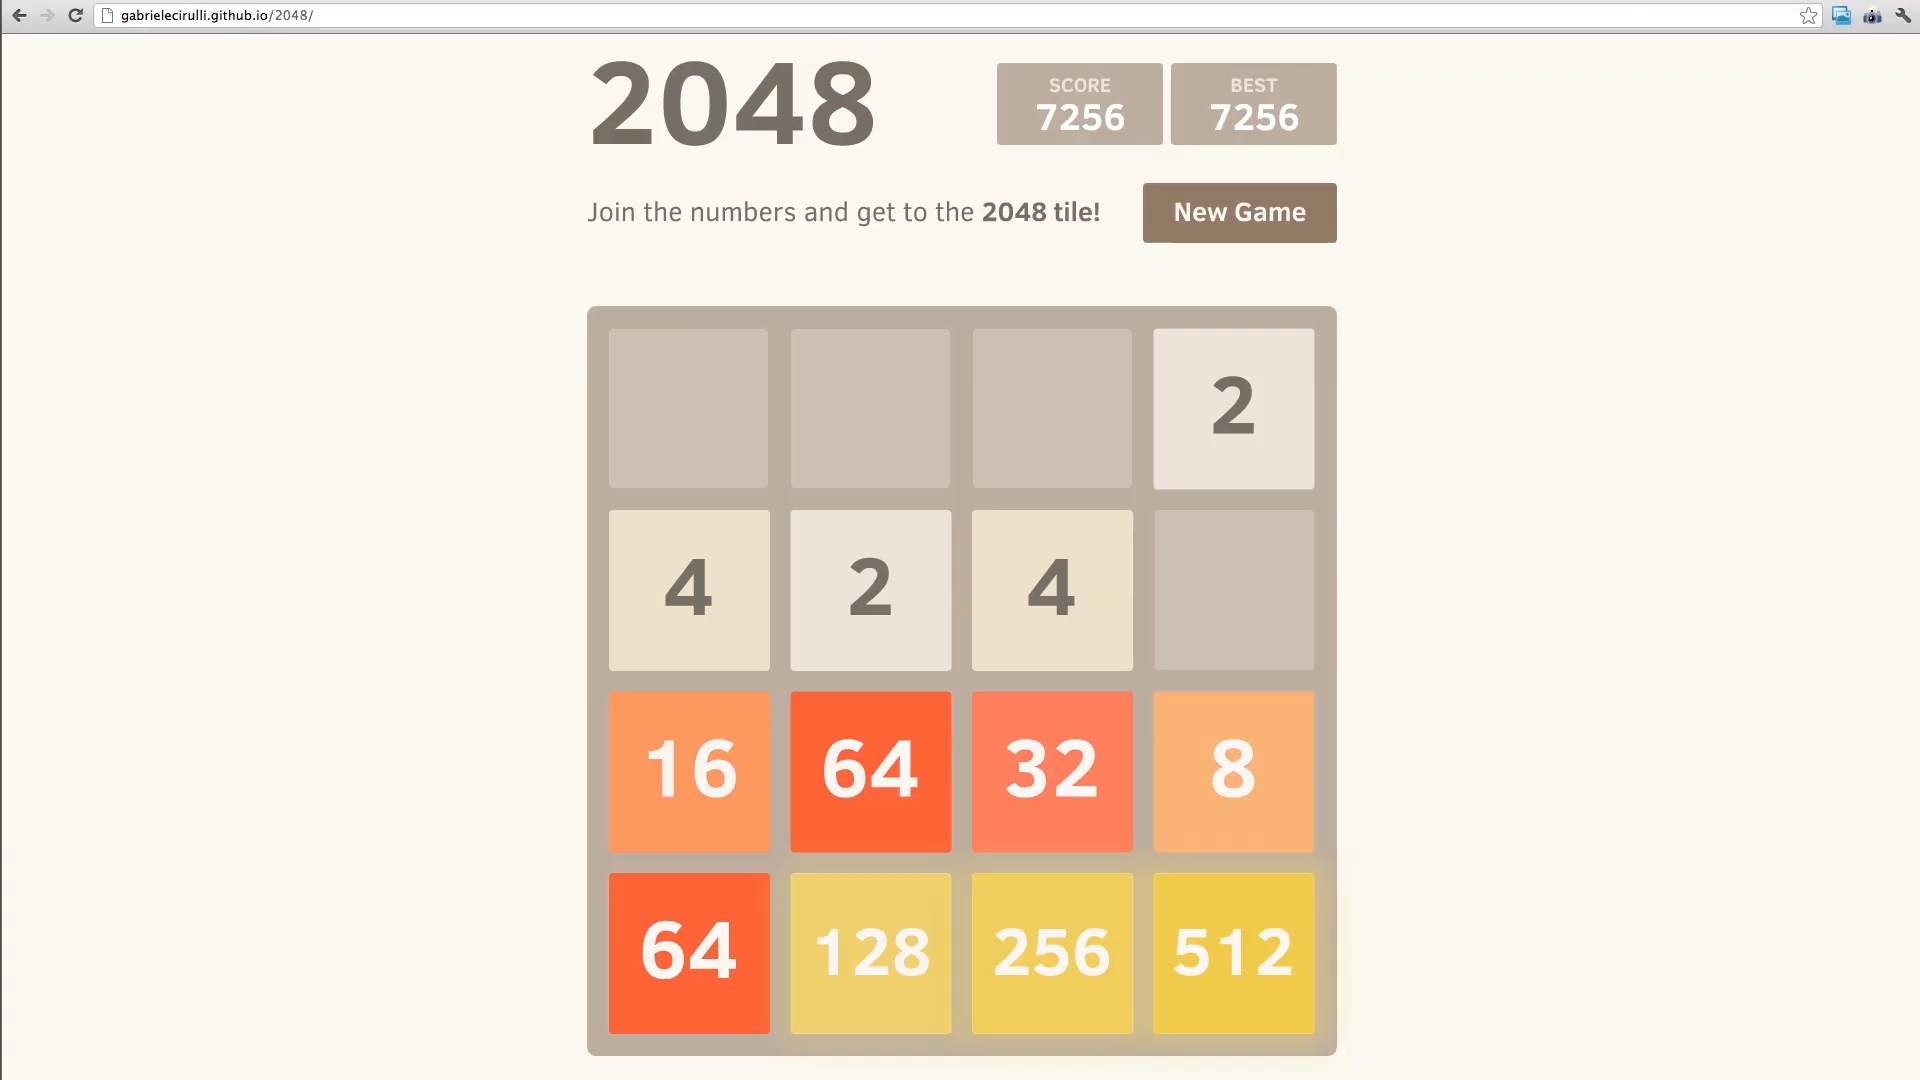 gabrielecirulli.github.io/2048/
2048
SCORE
7256
BEST
7256
Join the numbers and get to the 2048 tile!
New Game
2
4 2 4
16 64 32 8
64 128 256 512